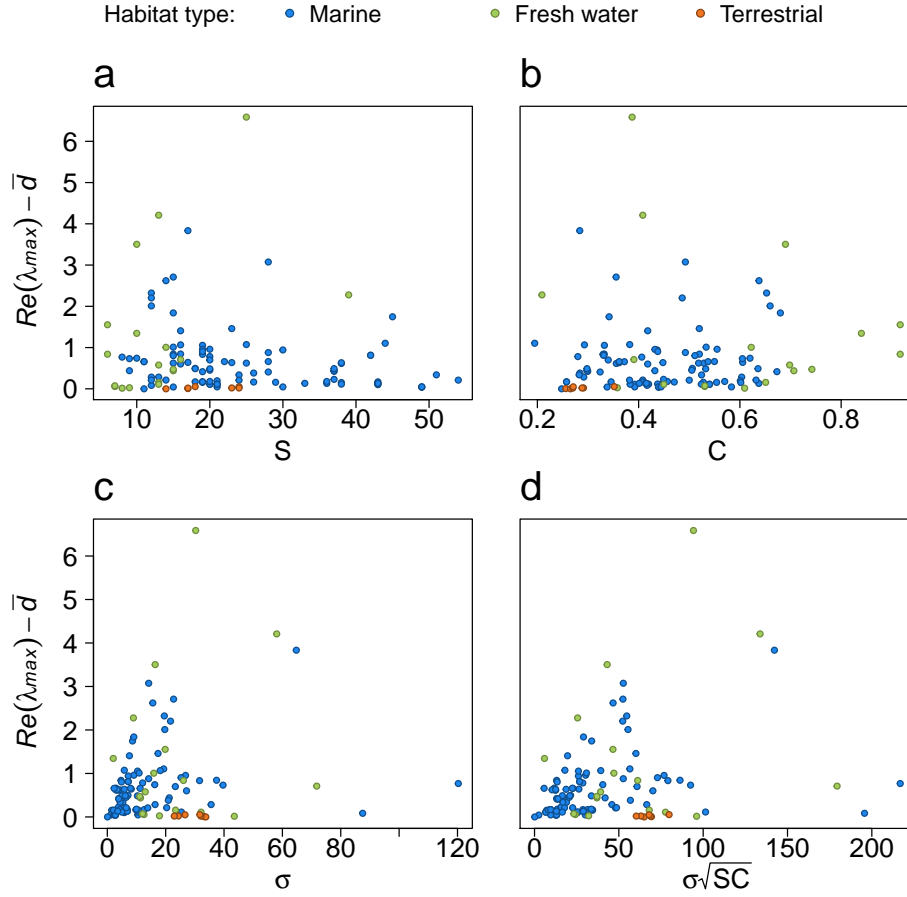 Habitat type: Marine Fresh water Terrestrial
a b
6
5
4
3
2
1
0
Re(λmax) − d̅
10 20 30 40 50
S
0.2 0.4 0.6 0.8
C
c d
6
5
4
3
2
1
0
Re(λmax) − d̅
0 20 40 60 80 120
σ
0 50 100 150 200
σ√SC